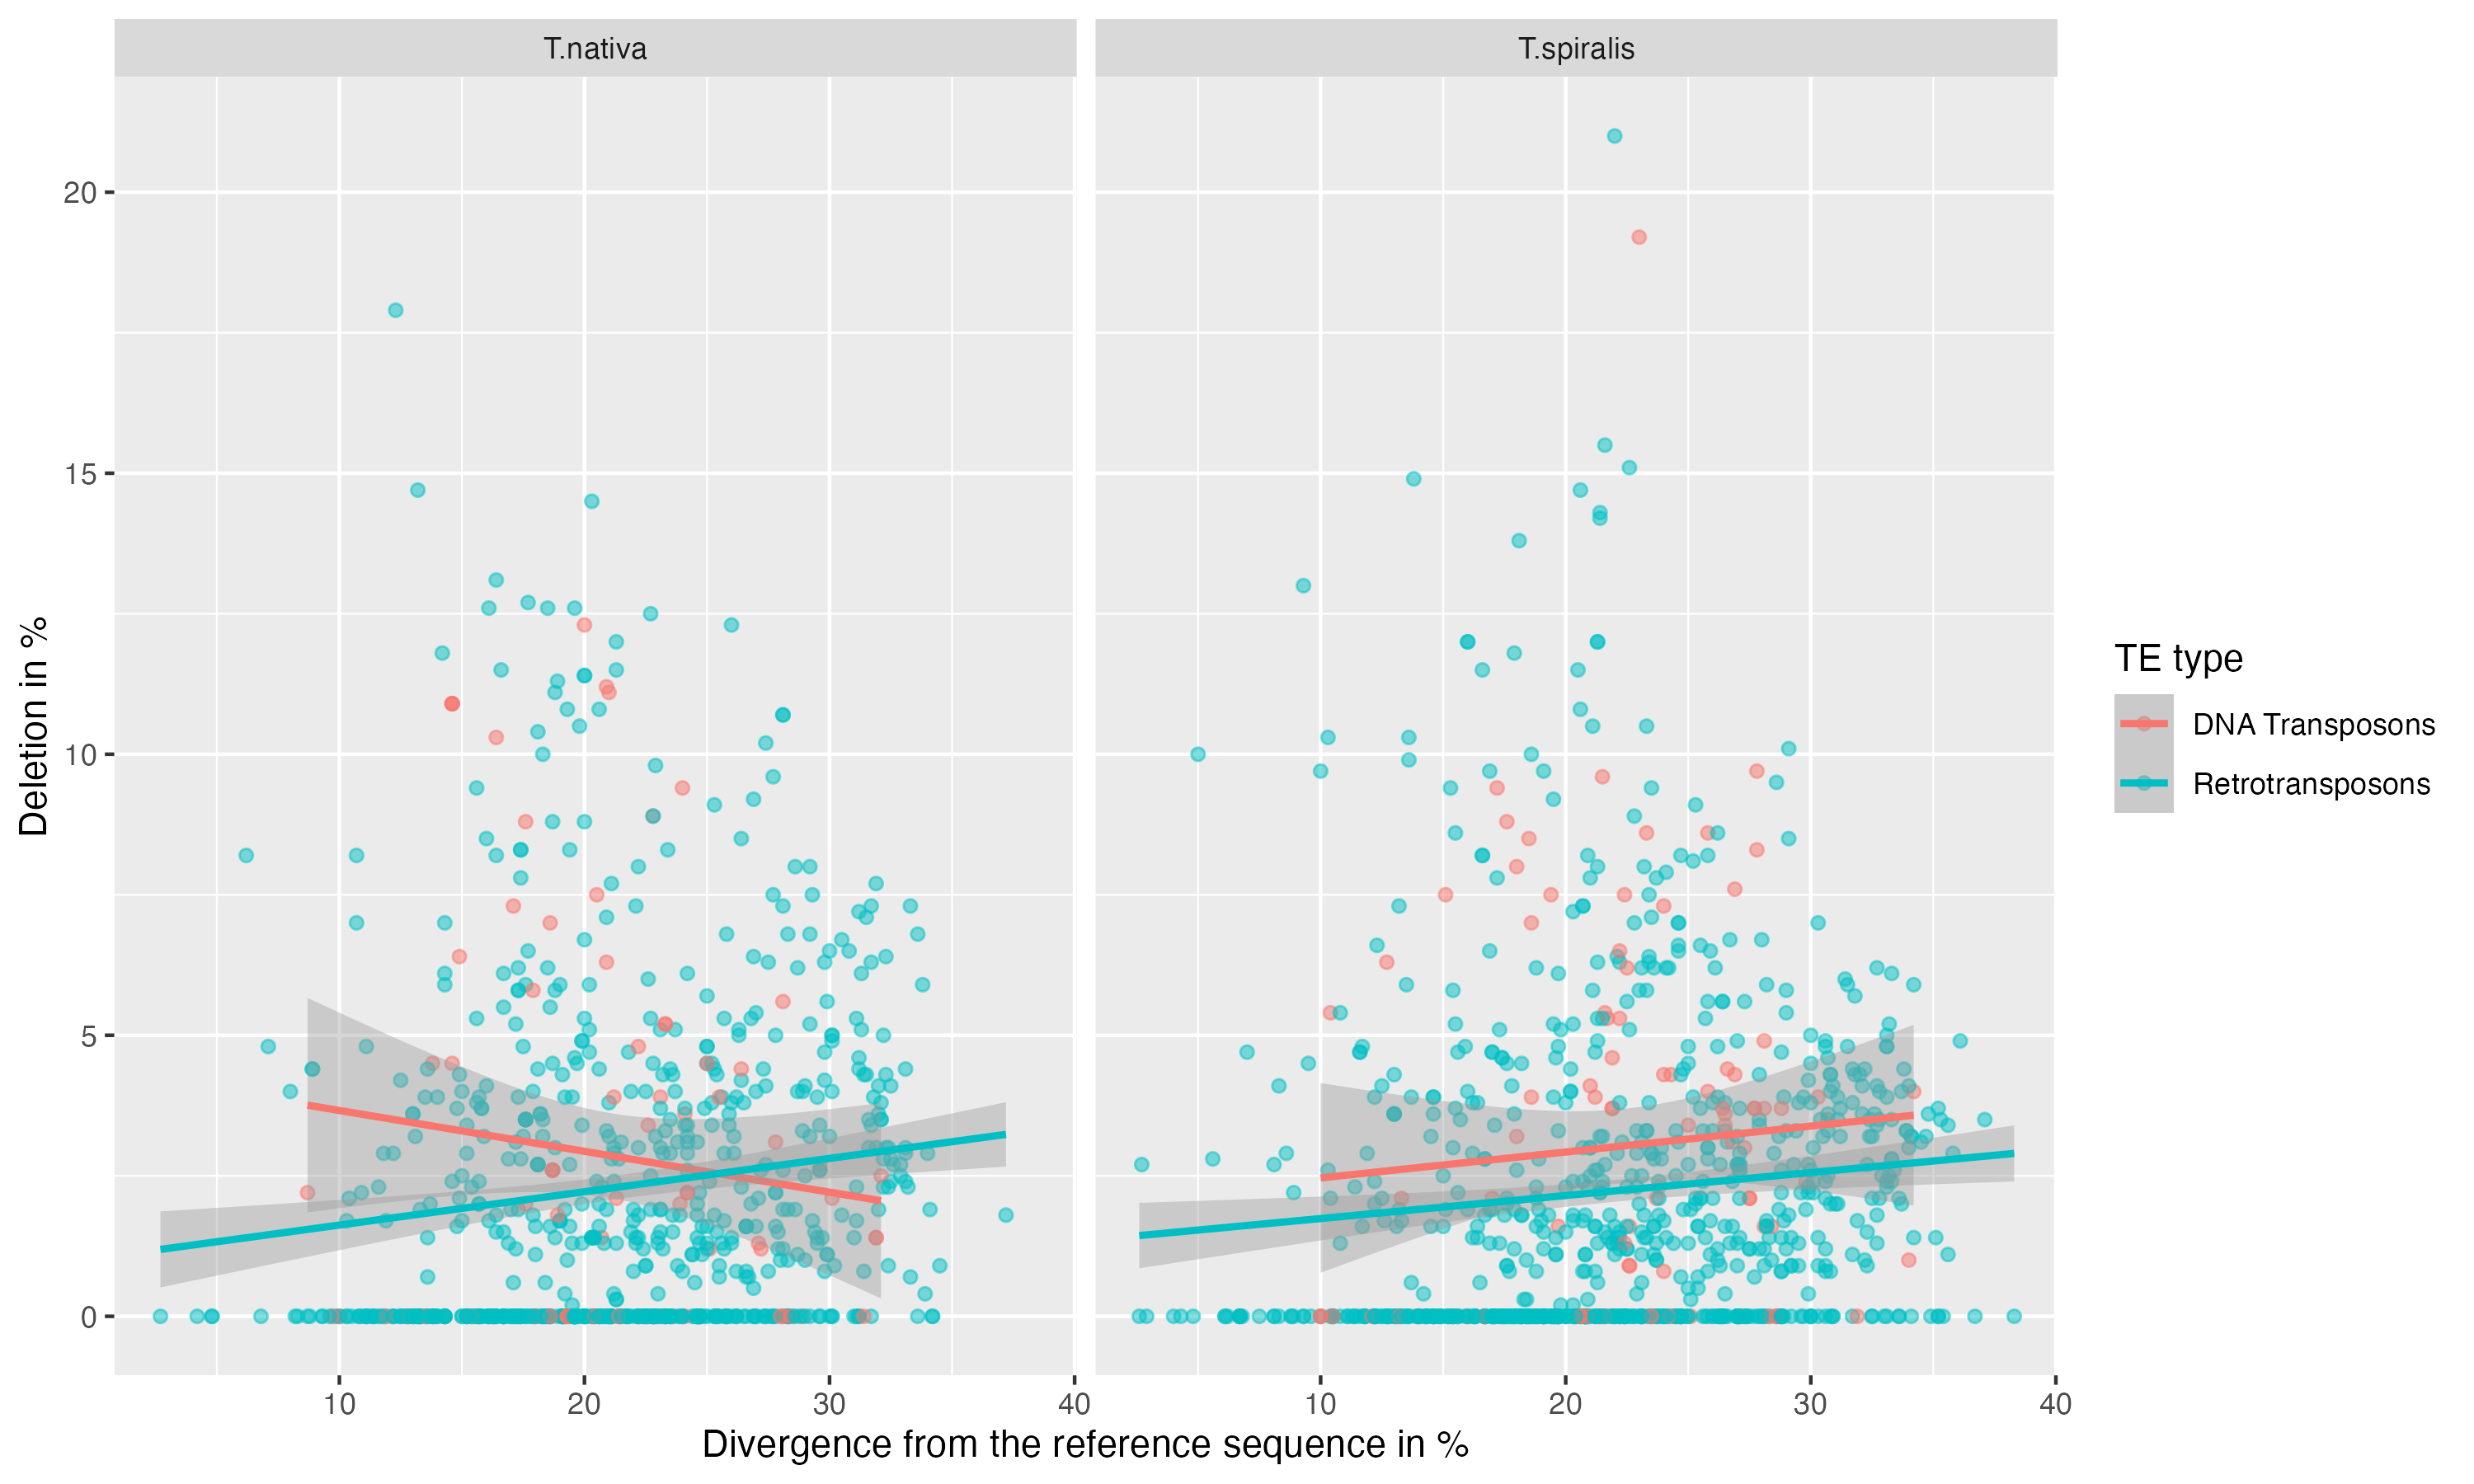 T.nativa
T.spiralis
20
15
10
5
0
Deletion in %
10 20 30 40
10 20 30 40
Divergence from the reference sequence in %
TE type
DNA Transposons
Retrotransposons